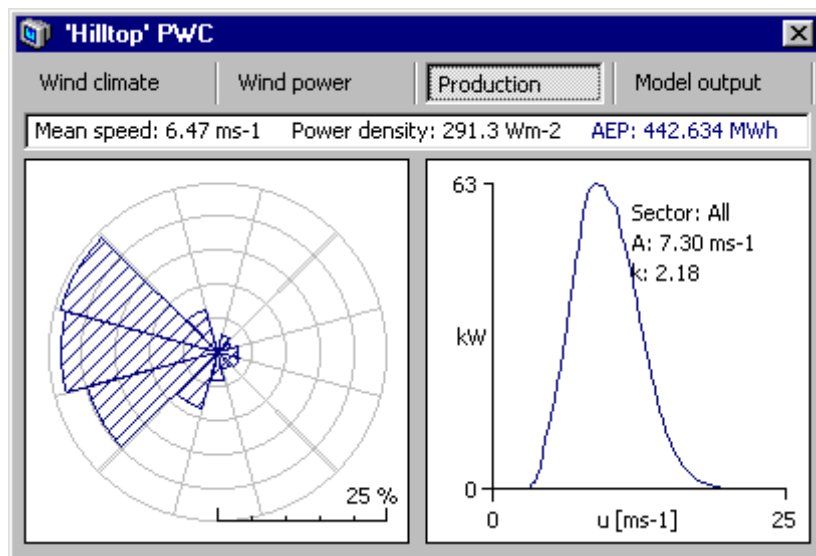 'Hilltop' PWC
Wind climate Wind power Production Model output
Mean speed: 6.47 ms-1 Power density: 291.3 Wm-2 AEP: 442.634 MWh
25 %
63
Sector: All
A: 7.30 ms-1
k: 2.18
kW
0
0 u [ms-1] 25